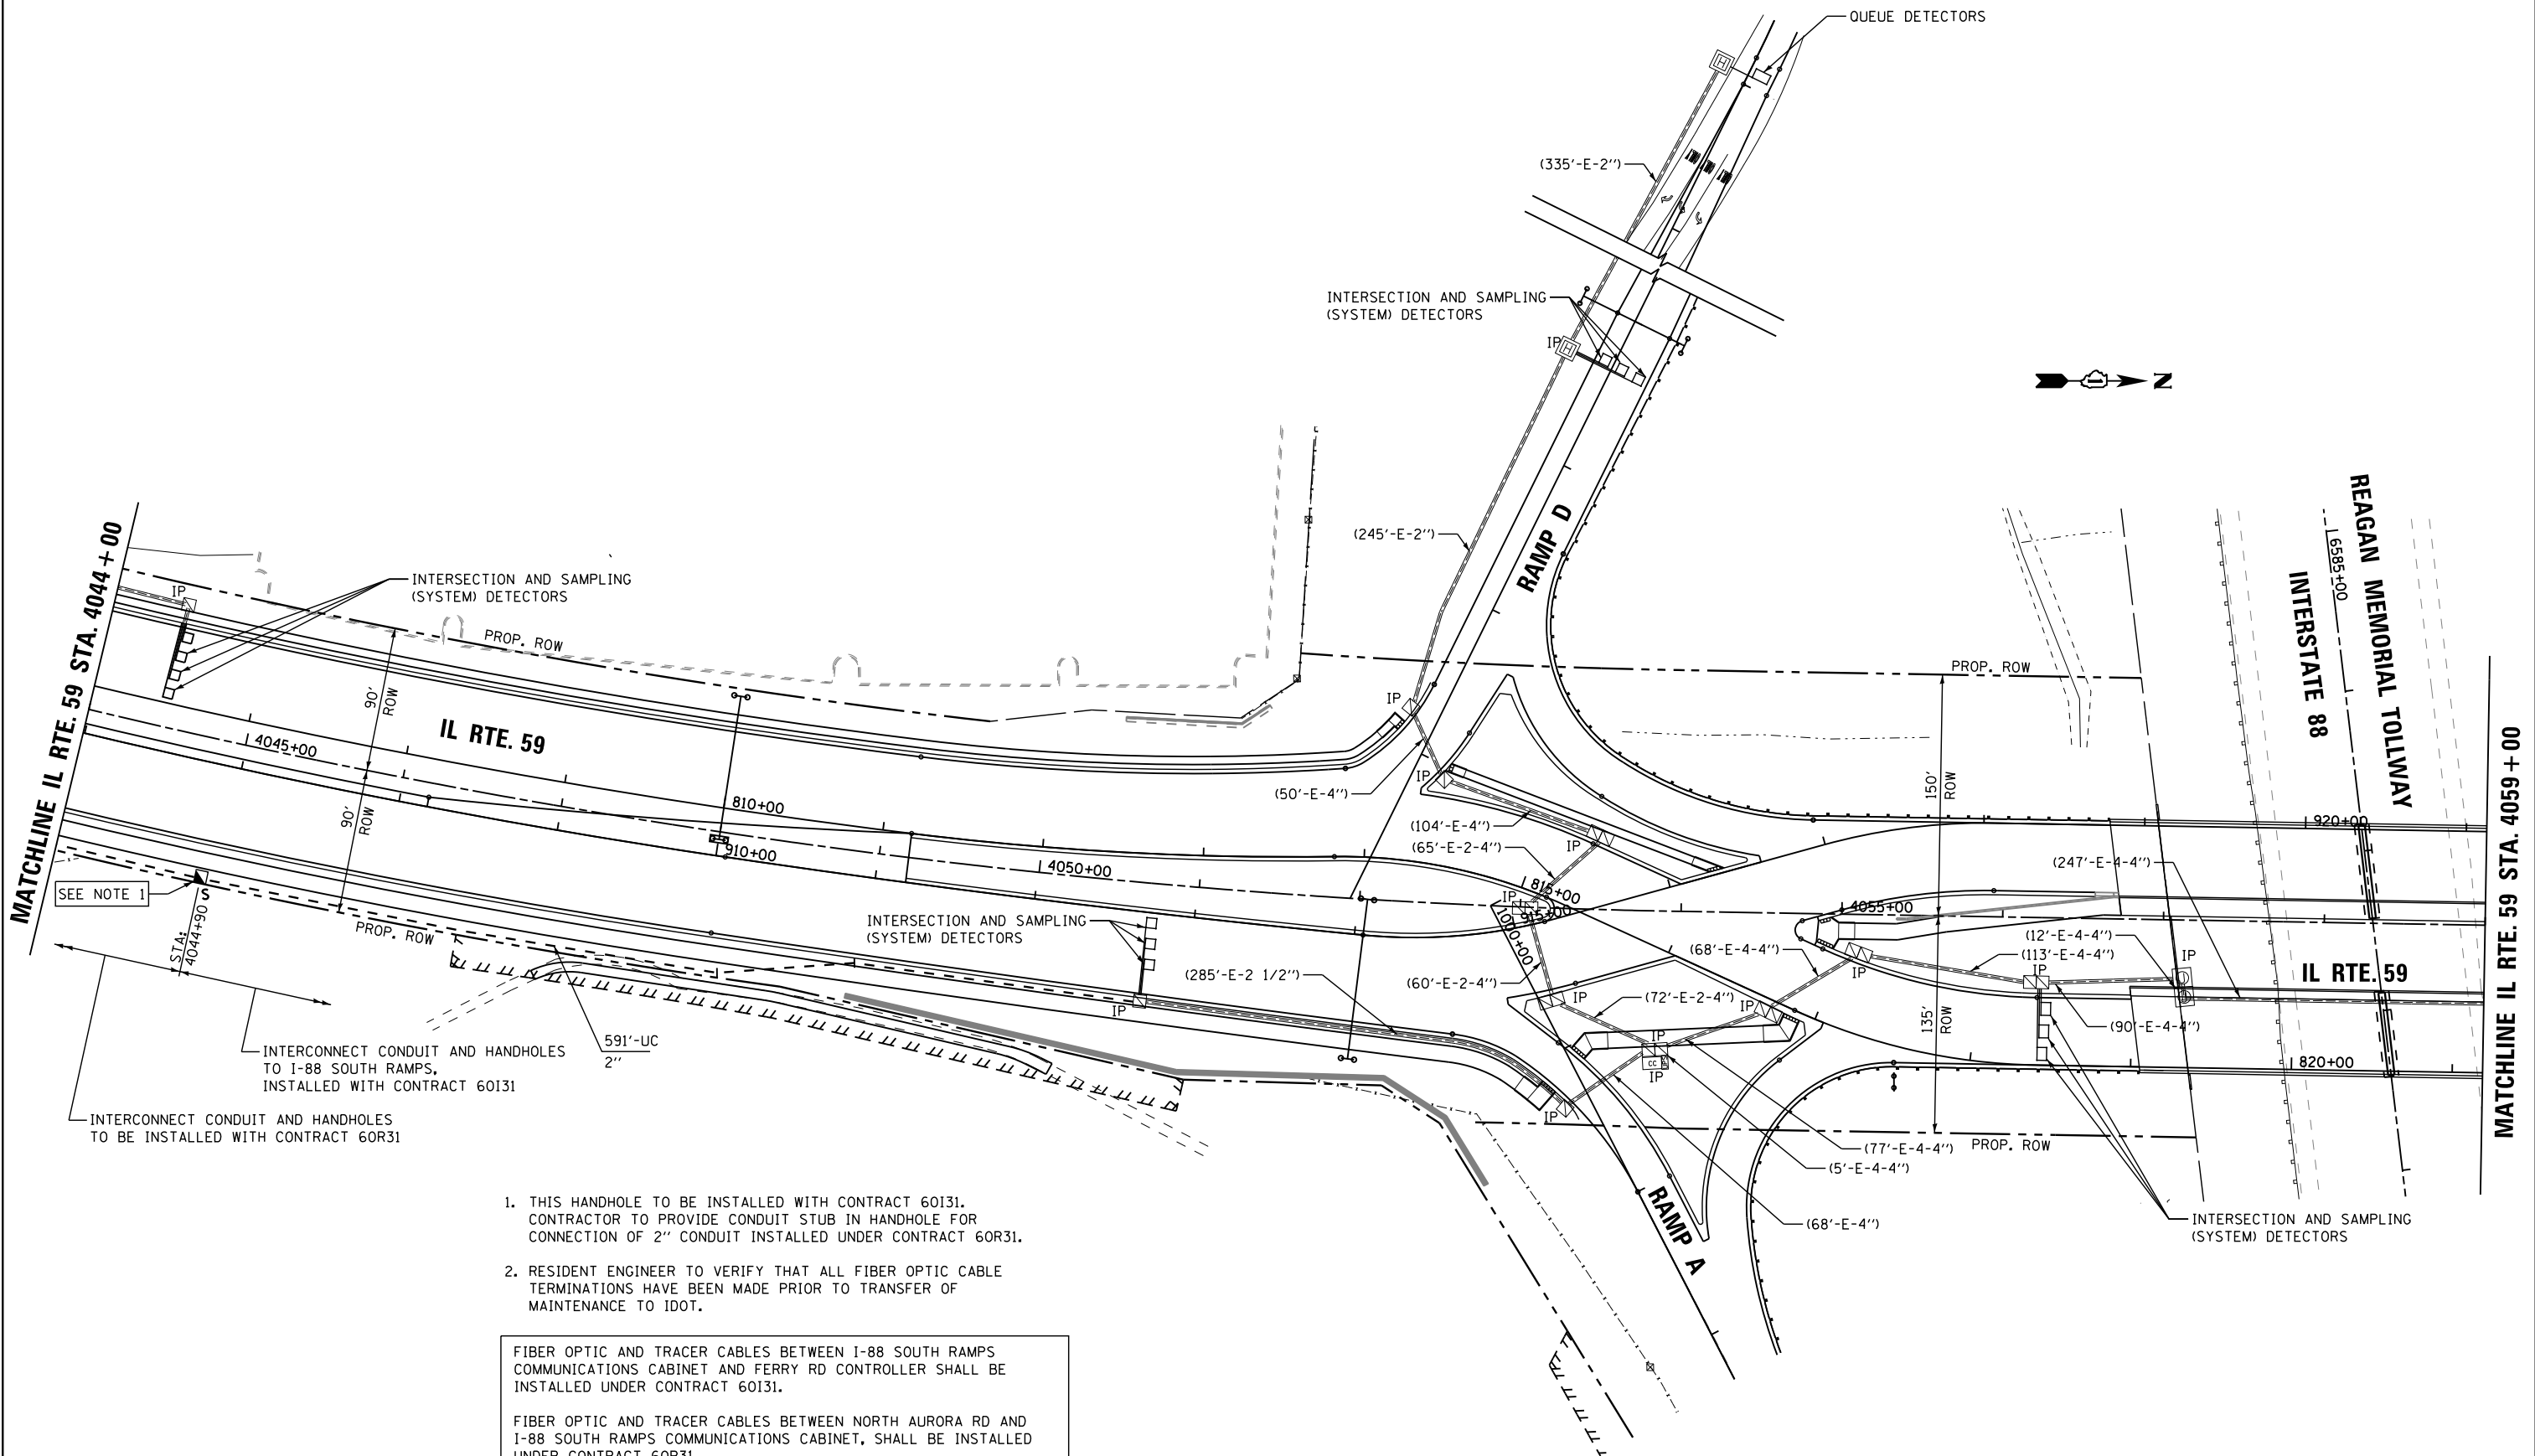 QUEUE DETECTORS
(335'-E-2'')
INTERSECTION AND SAMPLING
(SYSTEM) DETECTORS
IP
H
H
N
(245'-E-2'')
RAMP D
MATCHLINE IL RTE. 59 STA. 4044+00
IP
INTERSECTION AND SAMPLING
(SYSTEM) DETECTORS
PROP. ROW
90'
ROW
IL RTE. 59
4045+00
90'
ROW
810+00
910+00
4050+00
SEE NOTE 1
S
STA.
4044+90
PROP. ROW
INTERSECTION AND SAMPLING
(SYSTEM) DETECTORS
IP
(285'-E-2 1/2'')
591'-UC
2''
INTERCONNECT CONDUIT AND HANDHOLES
TO I-88 SOUTH RAMPS,
INSTALLED WITH CONTRACT 60I31
INTERCONNECT CONDUIT AND HANDHOLES
TO BE INSTALLED WITH CONTRACT 60R31
IP
IP
(50'-E-4'')
(104'-E-4'')
(65'-E-2-4'')
IP
IP
815+00
915+00
1000+00
(60'-E-2-4'')
IP
(72'-E-2-4'')
IP
CC
IP
IP
IP
(68'-E-4-4'')
IP
4055+00
PROP. ROW
150'
ROW
135'
ROW
(247'-E-4-4'')
(12'-E-4-4'')
(113'-E-4-4'')
IP
IP
(90'-E-4-4'')
(77'-E-4-4'')
(5'-E-4-4'')
(68'-E-4'')
PROP. ROW
RAMP A
INTERSECTION AND SAMPLING
(SYSTEM) DETECTORS
920+00
IL RTE. 59
820+00
6585+00
INTERSTATE 88
REAGAN MEMORIAL TOLLWAY
MATCHLINE IL RTE. 59 STA. 4059+00
1. THIS HANDHOLE TO BE INSTALLED WITH CONTRACT 60I31.
CONTRACTOR TO PROVIDE CONDUIT STUB IN HANDHOLE FOR
CONNECTION OF 2'' CONDUIT INSTALLED UNDER CONTRACT 60R31.
2. RESIDENT ENGINEER TO VERIFY THAT ALL FIBER OPTIC CABLE
TERMINATIONS HAVE BEEN MADE PRIOR TO TRANSFER OF
MAINTENANCE TO IDOT.
FIBER OPTIC AND TRACER CABLES BETWEEN I-88 SOUTH RAMPS
COMMUNICATIONS CABINET AND FERRY RD CONTROLLER SHALL BE
INSTALLED UNDER CONTRACT 60I31.
FIBER OPTIC AND TRACER CABLES BETWEEN NORTH AURORA RD AND
I-88 SOUTH RAMPS COMMUNICATIONS CABINET, SHALL BE INSTALLED
UNDER CONTRACT 60R31